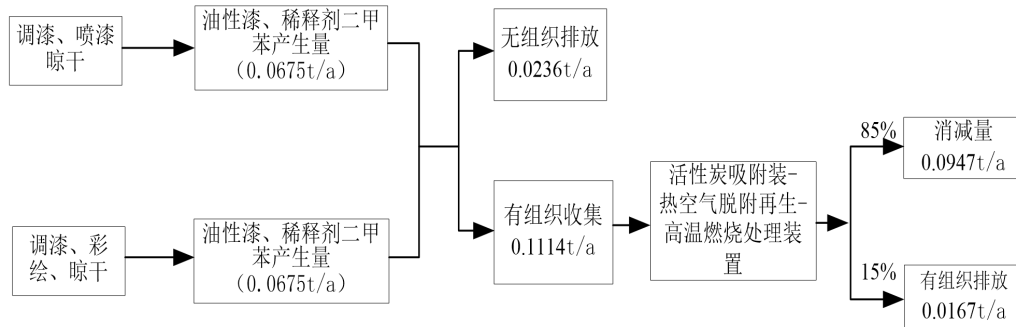 调漆、喷漆
晾干
油性漆、稀释剂二甲
苯产生量
（0.0675t/a）
无组织排放
0.0236t/a
调漆、彩
绘、晾干
油性漆、稀释剂二甲
苯产生量
（0.0675t/a）
有组织收集
0.1114t/a
活性炭吸附装-
热空气脱附再生-
高温燃烧处理装
置
85%
消减量
0.0947t/a
15%
有组织排放
0.0167t/a